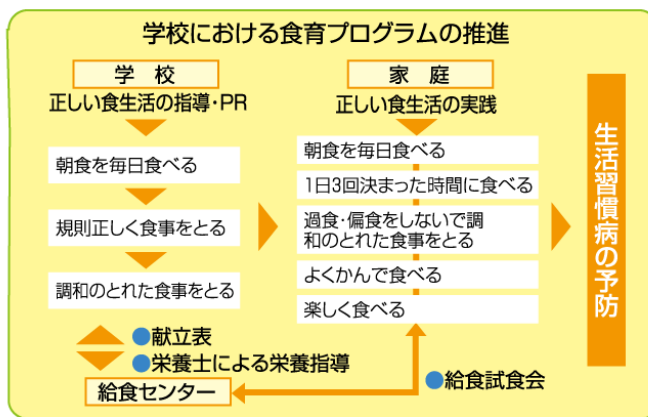 学校における食育プログラムの推進
学 校
正しい食生活の指導・PR
朝食を毎日食べる
規則正しく食事をとる
調和のとれた食事をとる
家 庭
正しい食生活の実践
朝食を毎日食べる
1日3回決まった時間に食べる
過食・偏食をしないで調
和のとれた食事をとる
よくかんで食べる
楽しく食べる
生活習慣病の予防
●献立表
●栄養士による栄養指導
給食センター
●給食試食会